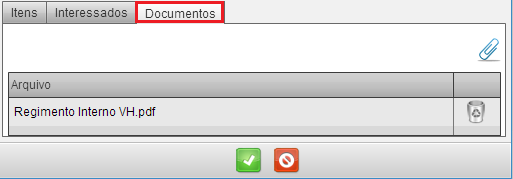 Itens Interessados Documentos
Arquivo
Regimento Interno VH.pdf